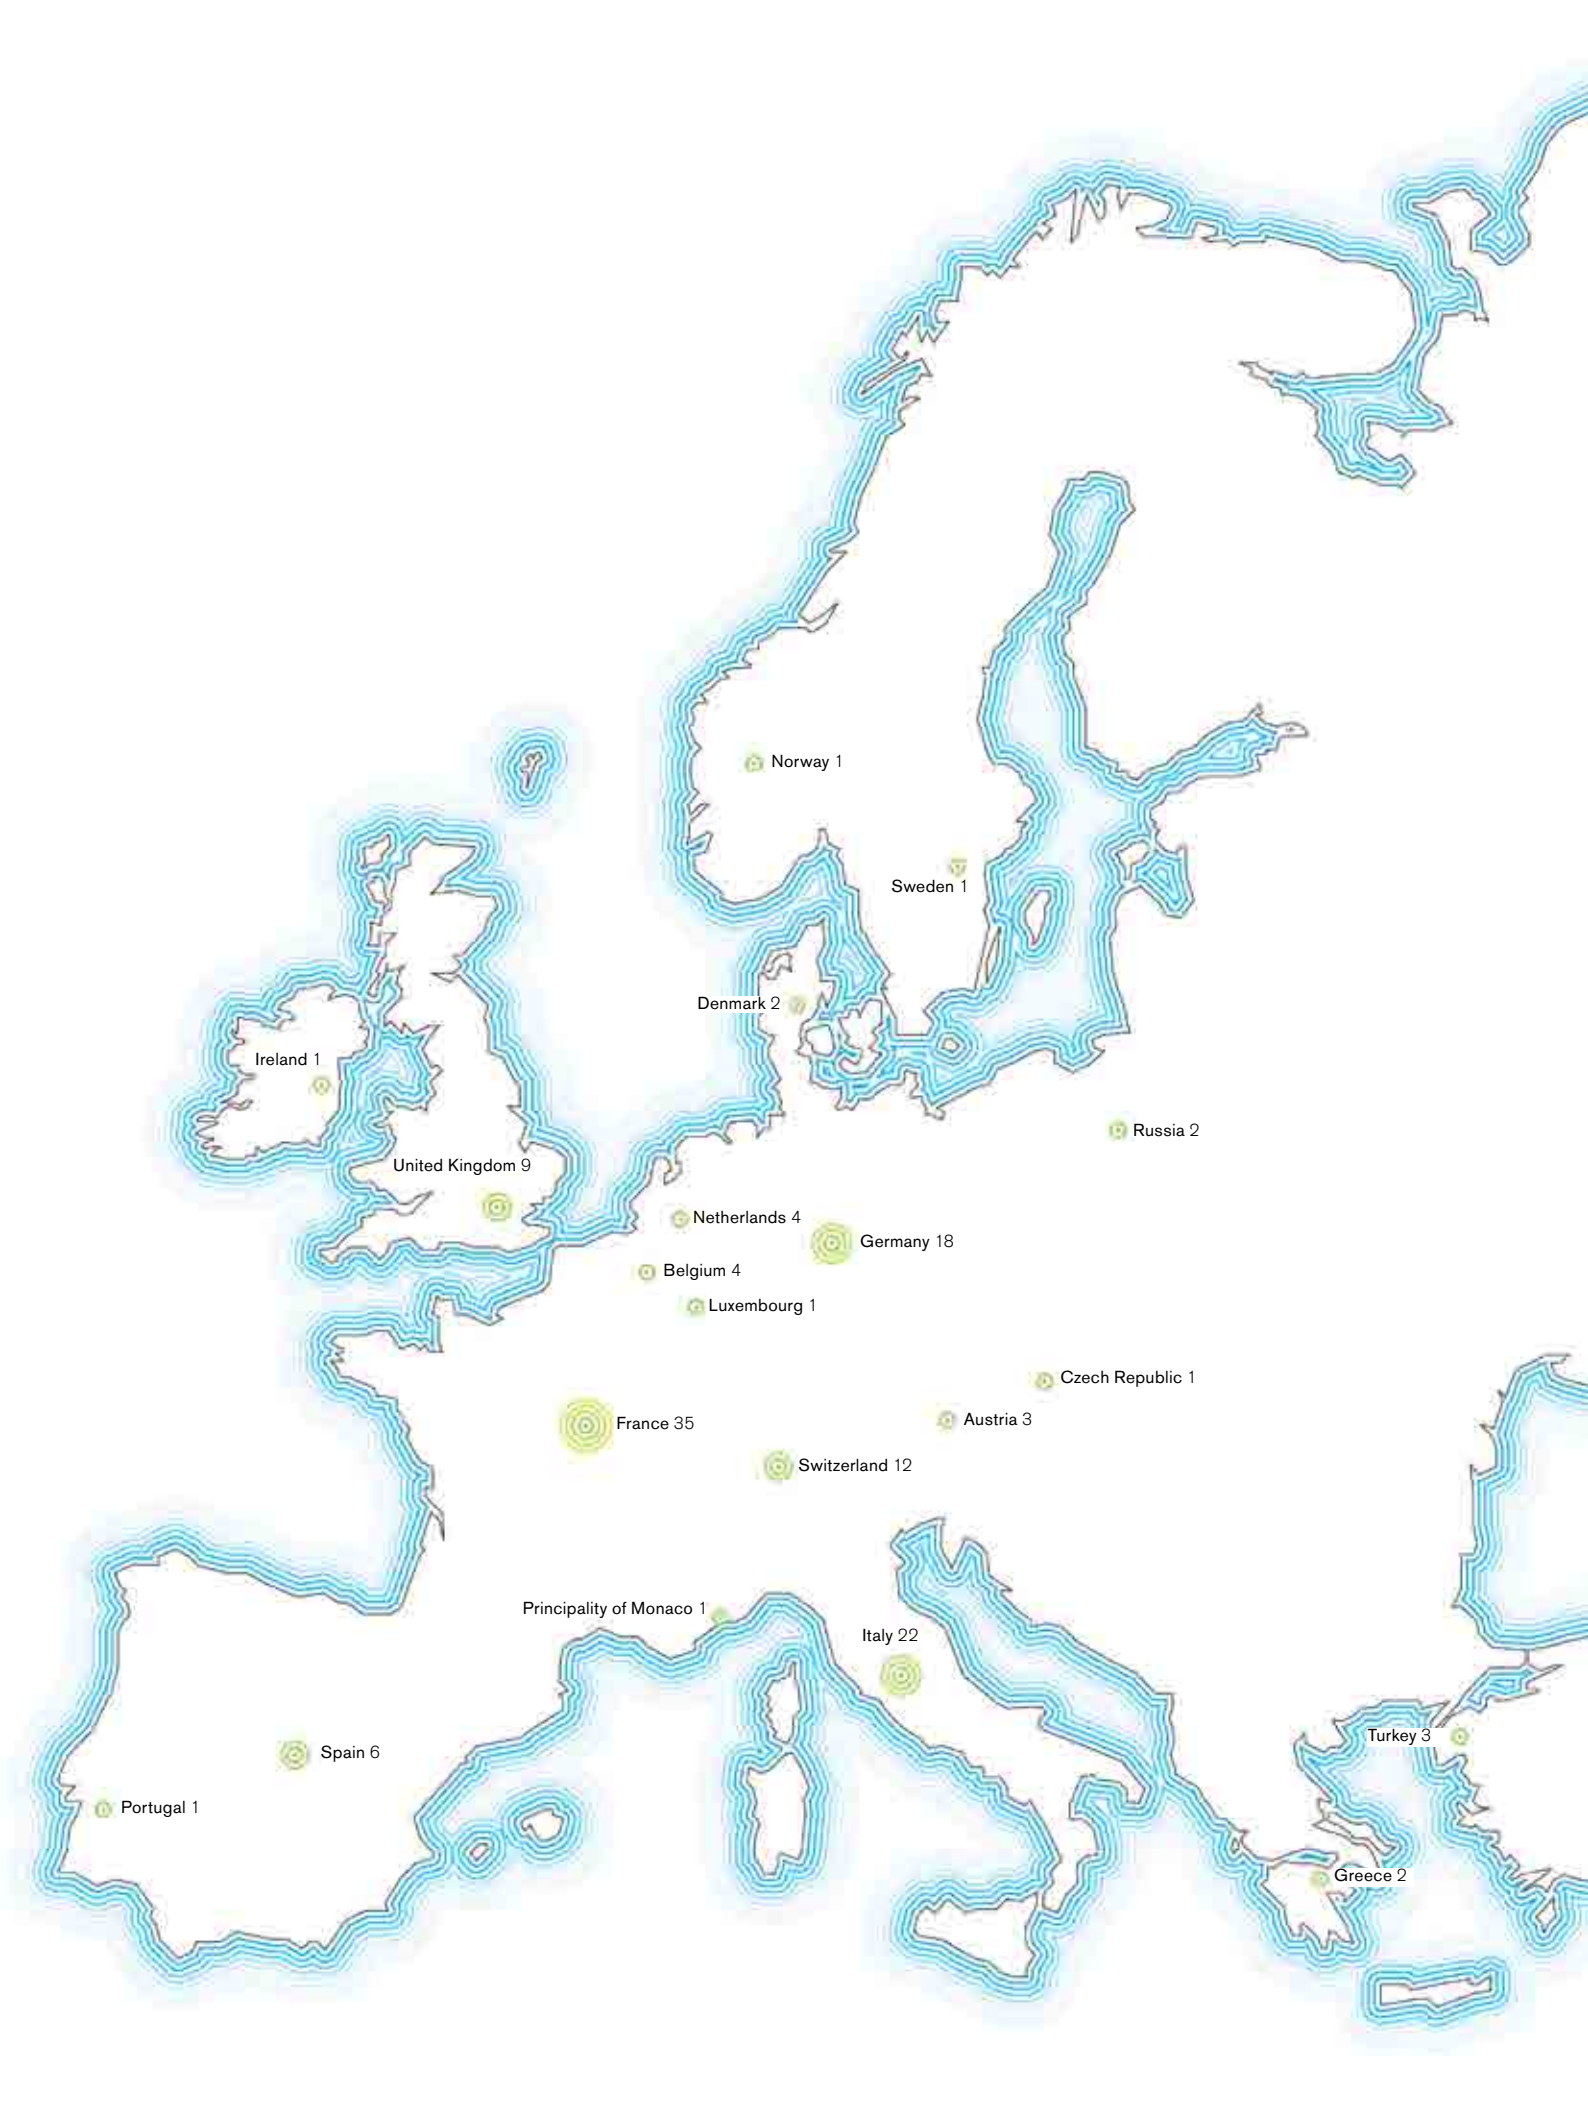 Norway 1
Sweden 1
Denmark 2
Ireland 1
Russia 2
United Kingdom 9
Netherlands 4
Germany 18
Belgium 4
Luxembourg 1
Czech Republic 1
Austria 3
France 35
Switzerland 12
Principality of Monaco 1
Italy 22
Turkey 3
Spain 6
Portugal 1
Greece 2